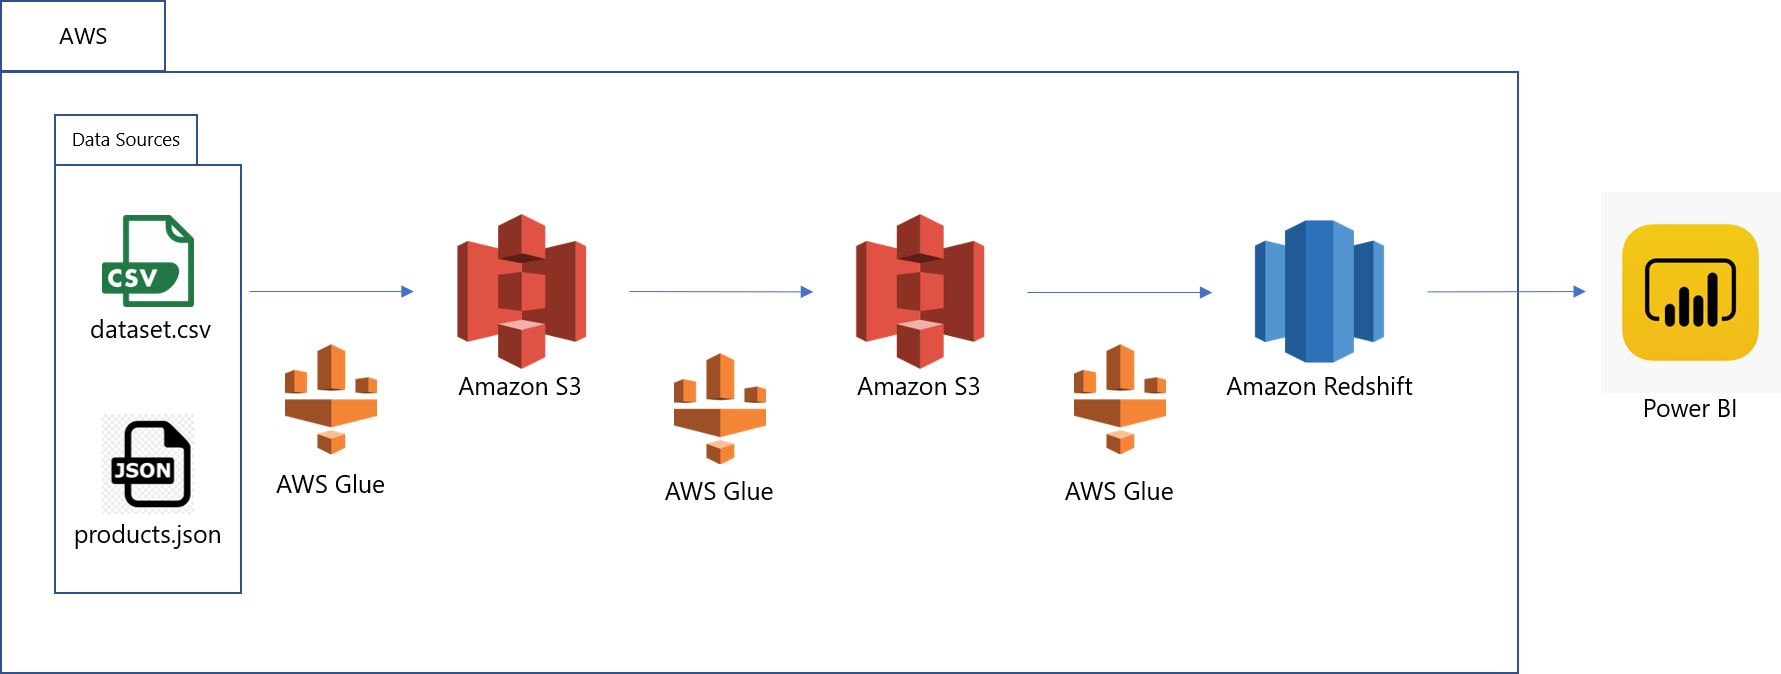 AWS
Data Sources
CSV
dataset.csv
JSON
products.json
AWS Glue
Amazon S3
AWS Glue
Amazon S3
AWS Glue
Amazon Redshift
Power BI